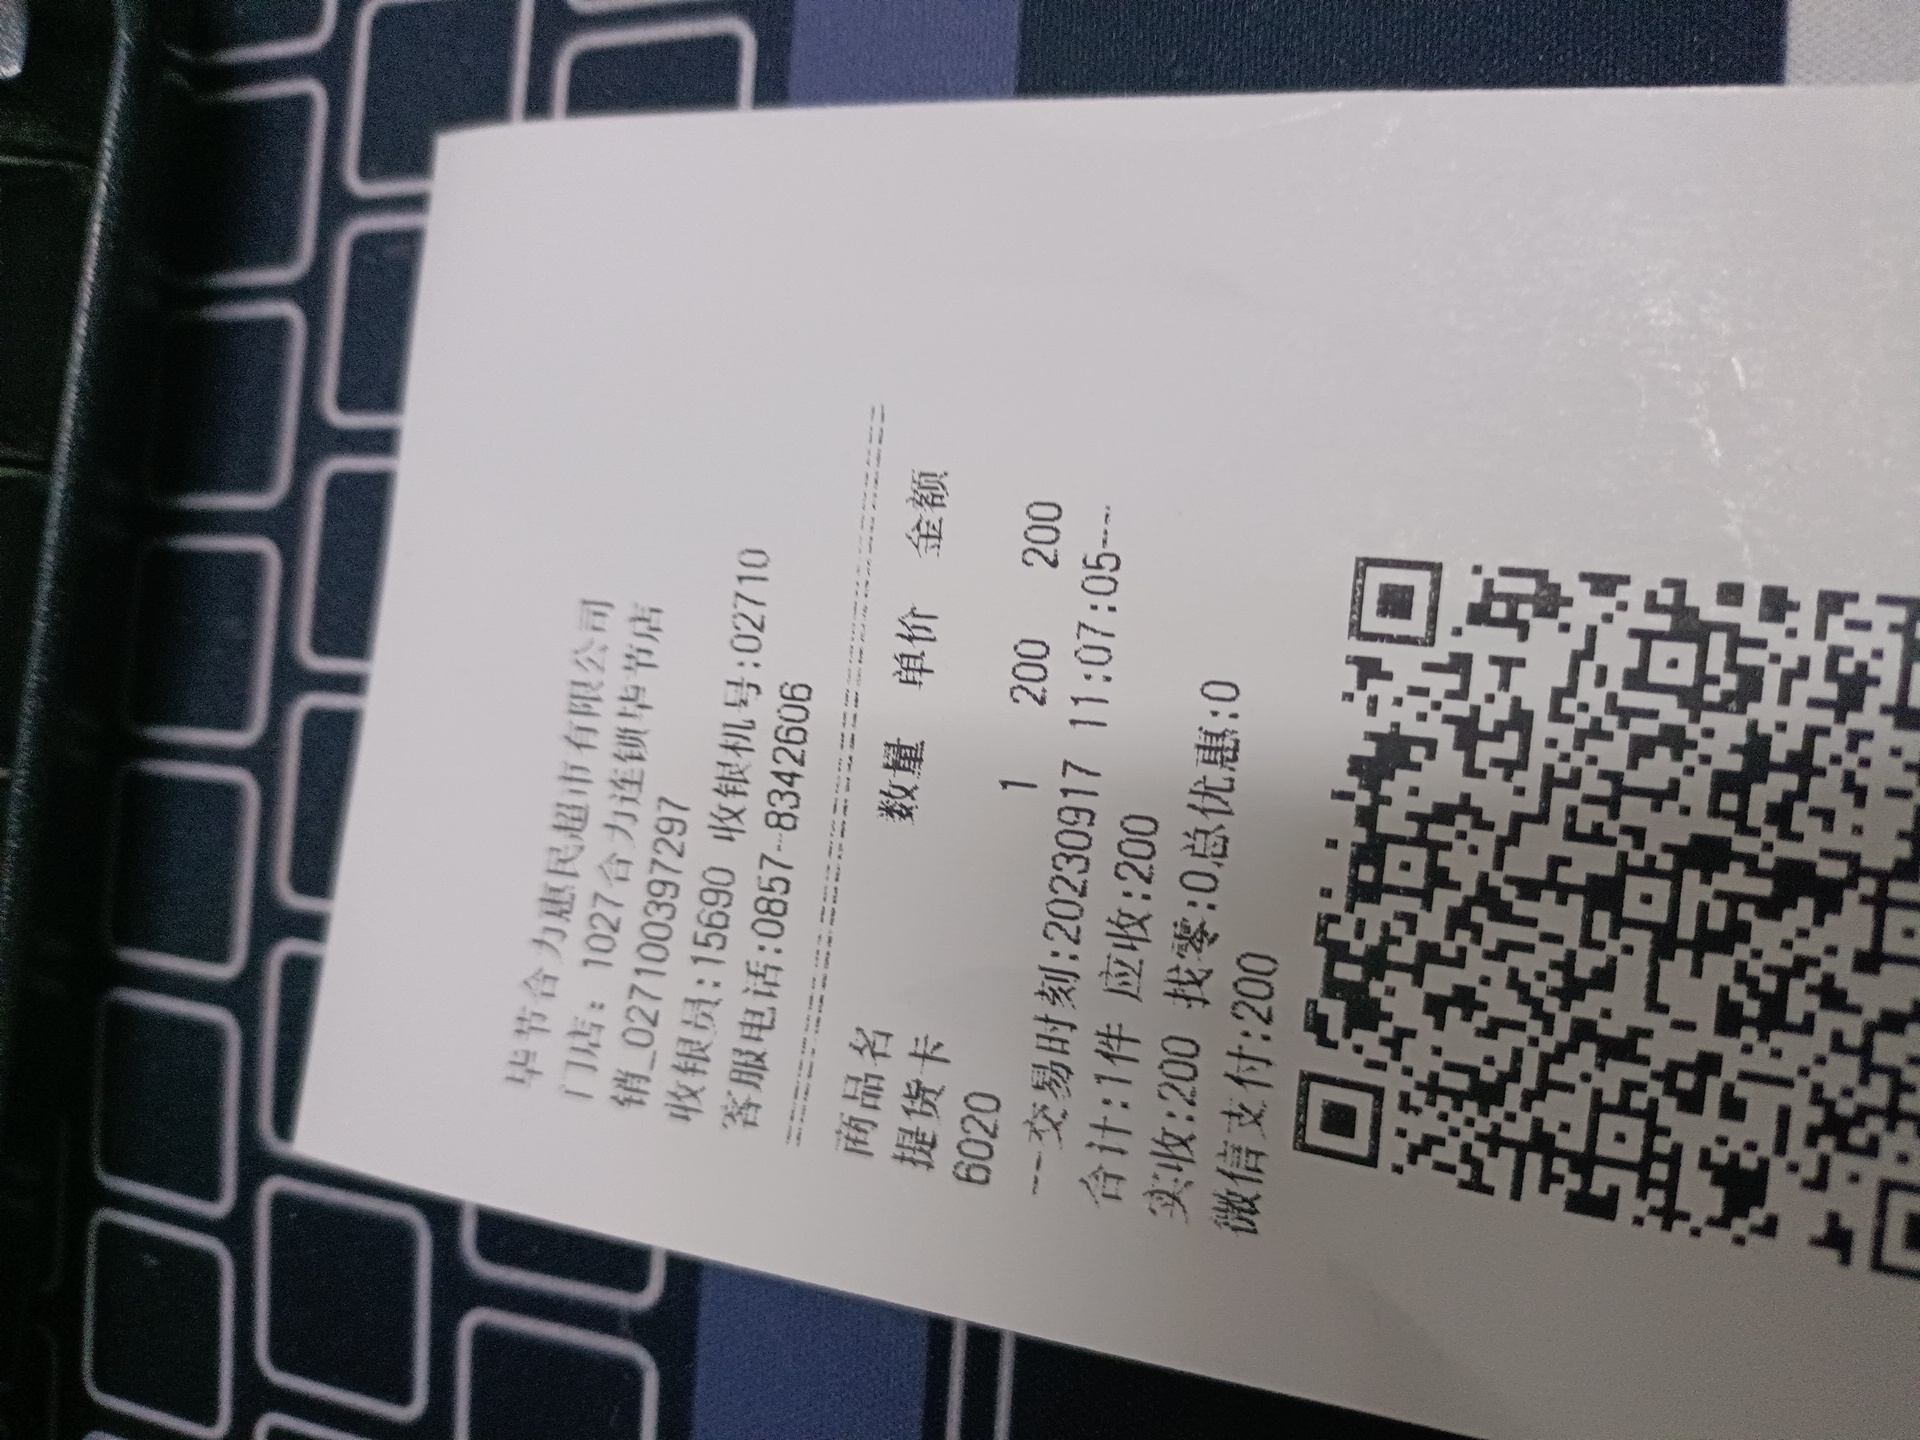 毕节合力惠民超市有限公司
门店：1027合力连锁毕节店
销_027100397297
收银员:15690 收银机号:02710
客服电话:0857-8342606
商品名 数量 单价 金额
提货卡
6020 1 200 200
---交易时刻:20230917 11:07:05---
合计:1件 应收:200
实收:200 找零:0总优惠:0
微信支付:200